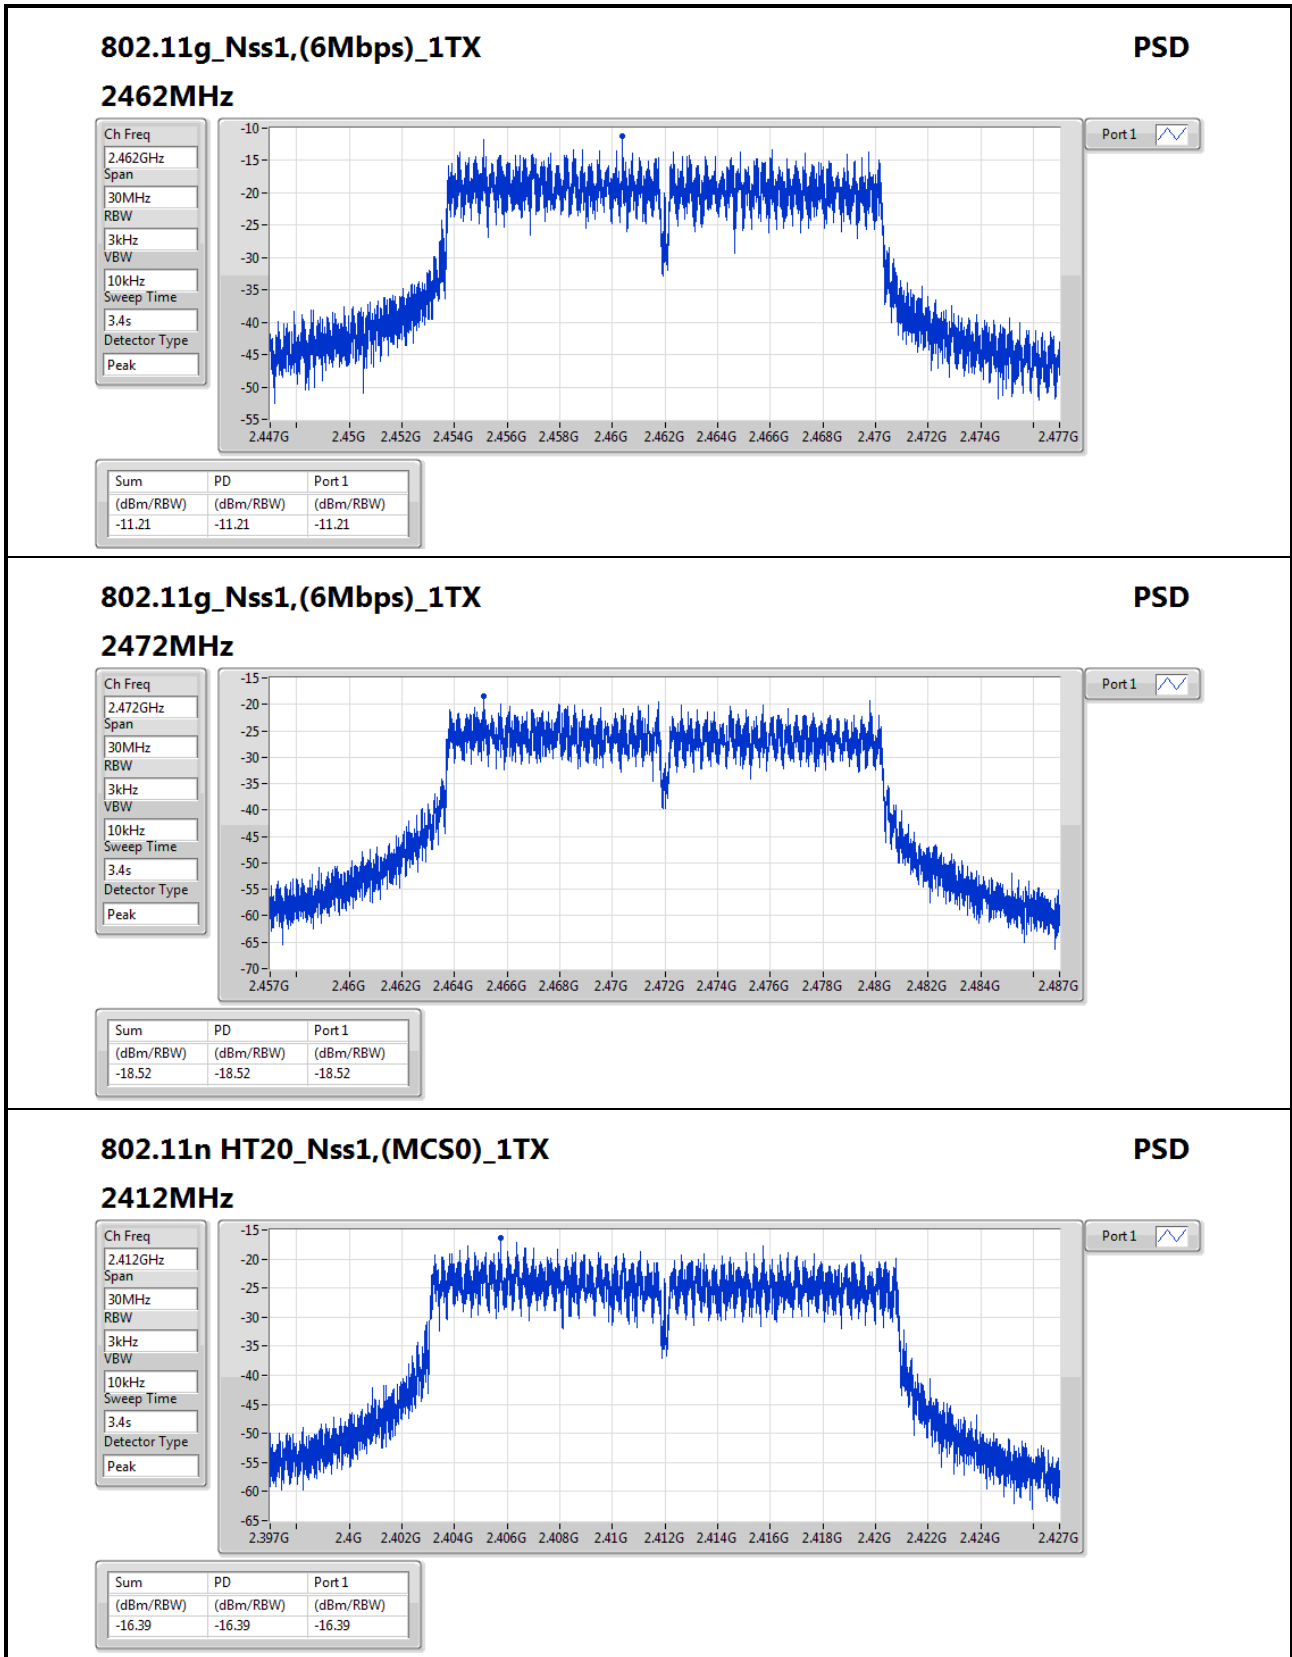 802.11g_Nss1,(6Mbps)_1TX PSD
2462MHz
Ch Freq
2.462GHz
Span
30MHz
RBW
3kHz
VBW
10kHz
Sweep Time
3.4s
Detector Type
Peak
-10
-15
-20
-25
-30
-35
-40
-45
-50
-55
2.447G 2.45G 2.452G 2.454G 2.456G 2.458G 2.46G 2.462G 2.464G 2.466G 2.468G 2.47G 2.472G 2.474G 2.477G
Port 1
Sum PD Port 1
(dBm/RBW) (dBm/RBW) (dBm/RBW)
-11.21 -11.21 -11.21
802.11g_Nss1,(6Mbps)_1TX PSD
2472MHz
Ch Freq
2.472GHz
Span
30MHz
RBW
3kHz
VBW
10kHz
Sweep Time
3.4s
Detector Type
Peak
-15
-20
-25
-30
-35
-40
-45
-50
-55
-60
-65
-70
2.457G 2.46G 2.462G 2.464G 2.466G 2.468G 2.47G 2.472G 2.474G 2.476G 2.478G 2.48G 2.482G 2.484G 2.487G
Port 1
Sum PD Port 1
(dBm/RBW) (dBm/RBW) (dBm/RBW)
-18.52 -18.52 -18.52
802.11n HT20_Nss1,(MCS0)_1TX PSD
2412MHz
Ch Freq
2.412GHz
Span
30MHz
RBW
3kHz
VBW
10kHz
Sweep Time
3.4s
Detector Type
Peak
-15
-20
-25
-30
-35
-40
-45
-50
-55
-60
-65
2.397G 2.4G 2.402G 2.404G 2.406G 2.408G 2.41G 2.412G 2.414G 2.416G 2.418G 2.42G 2.422G 2.424G 2.427G
Port 1
Sum PD Port 1
(dBm/RBW) (dBm/RBW) (dBm/RBW)
-16.39 -16.39 -16.39